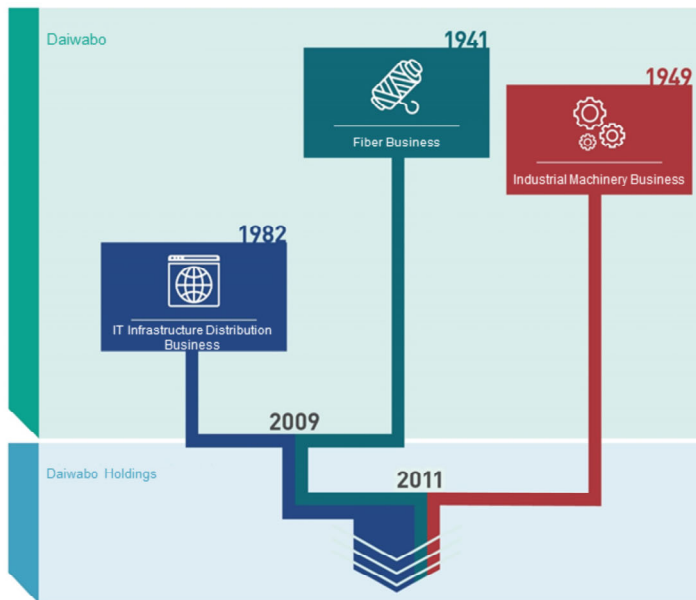 Daiwabo
1941
Fiber Business
1949
Industrial Machinery Business
1982
IT Infrastructure Distribution
Business
2009
Daiwabo Holdings
2011